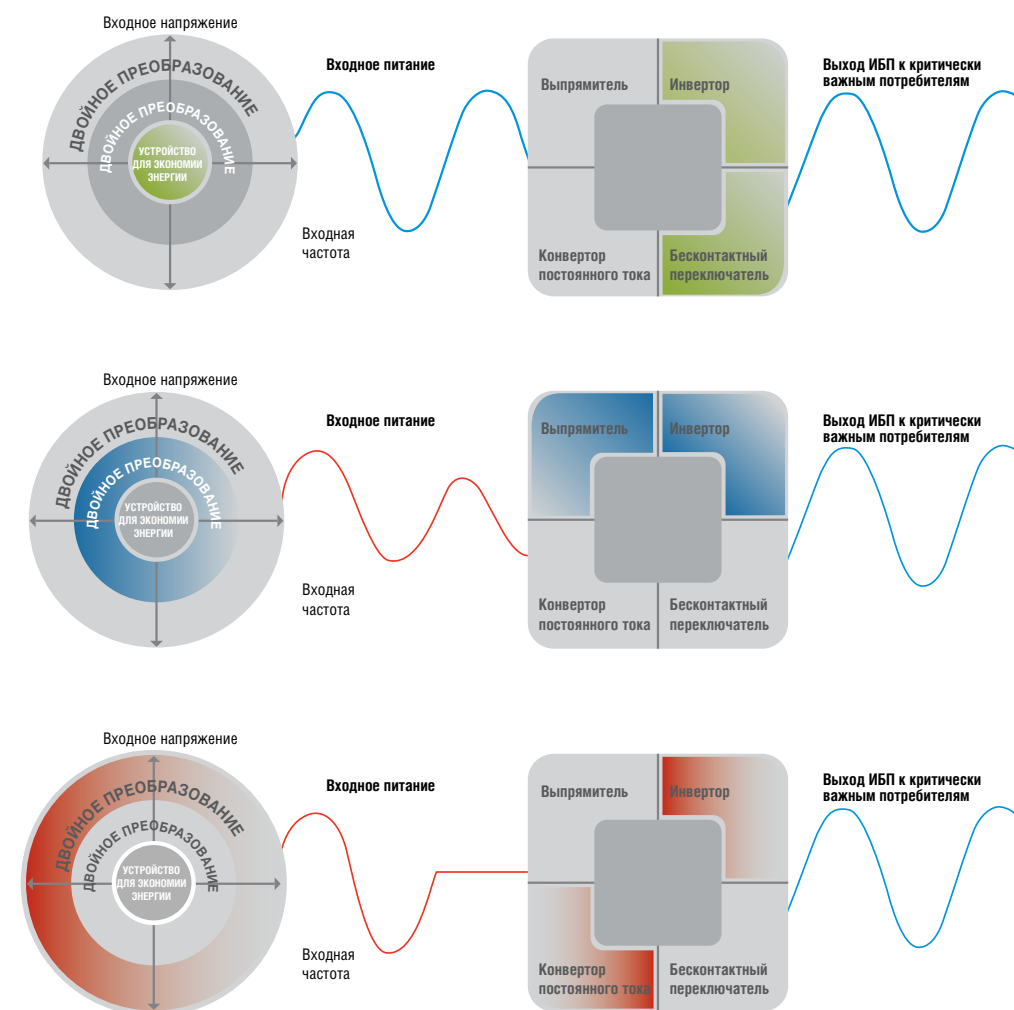 Входное напряжение
ДВОЙНОЕ ПРЕОБРАЗОВАНИЕ
ДВОЙНОЕ ПРЕОБРАЗОВАНИЕ
УСТРОЙСТВО
ДЛЯ ЭКОНОМИИ
ЭНЕРГИИ
Входная
частота
Входное питание
Выпрямитель
Инвертор
Конвертор
постоянного тока
Бесконтактный
переключатель
Выход ИБП к критически
важным потребителям
Входное напряжение
ДВОЙНОЕ ПРЕОБРАЗОВАНИЕ
ДВОЙНОЕ ПРЕОБРАЗОВАНИЕ
УСТРОЙСТВО
ДЛЯ ЭКОНОМИИ
ЭНЕРГИИ
Входная
частота
Входное питание
Выпрямитель
Инвертор
Конвертор
постоянного тока
Бесконтактный
переключатель
Выход ИБП к критически
важным потребителям
Входное напряжение
ДВОЙНОЕ ПРЕОБРАЗОВАНИЕ
ДВОЙНОЕ ПРЕОБРАЗОВАНИЕ
УСТРОЙСТВО
ДЛЯ ЭКОНОМИИ
ЭНЕРГИИ
Входная
частота
Входное питание
Выпрямитель
Инвертор
Конвертор
постоянного тока
Бесконтактный
переключатель
Выход ИБП к критически
важным потребителям